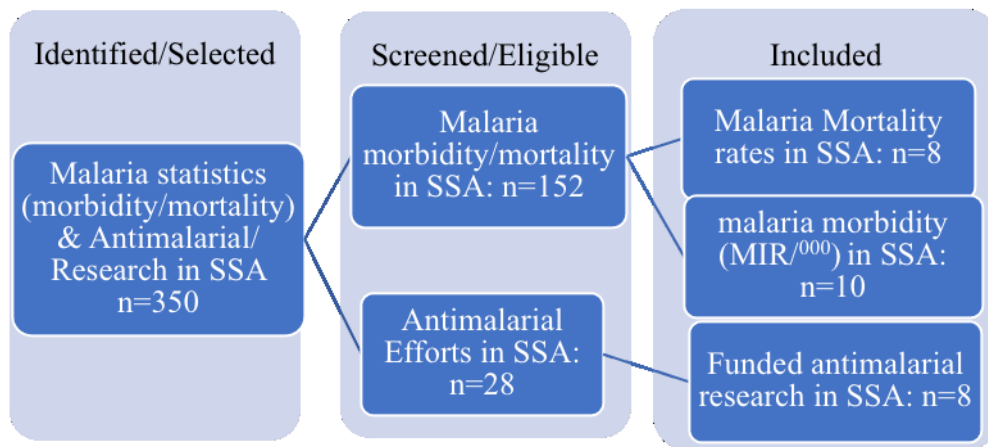 Identified/Selected
Malaria statistics
(morbidity/mortality)
& Antimalarial/
Research in SSA
n=350
Screened/Eligible
Malaria
morbidity/mortality
in SSA: n=152
Antimalarial
Efforts in SSA:
n=28
Included
Malaria Mortality
rates in SSA: n=8
malaria morbidity
(MIR/⁰⁰⁰) in SSA:
n=10
Funded antimalarial
research in SSA: n=8